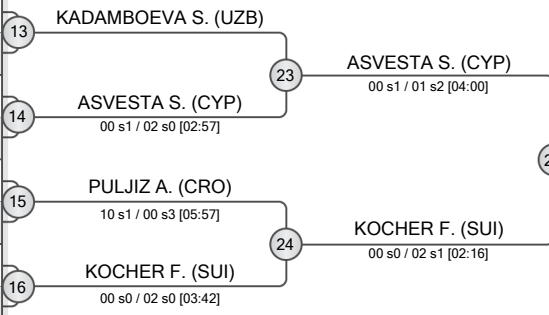 KADAMBOEVA S. (UZB)
13
23
ASVESTA S. (CYP)
00 s1 / 01 s2 [04:00]
ASVESTA S. (CYP)
14
00 s1 / 02 s0 [02:57]
PULJIZ A. (CRO)
15
10 s1 / 00 s3 [05:57]
24
KOCHER F. (SUI)
00 s0 / 02 s1 [02:16]
KOCHER F. (SUI)
16
00 s0 / 02 s0 [03:42]